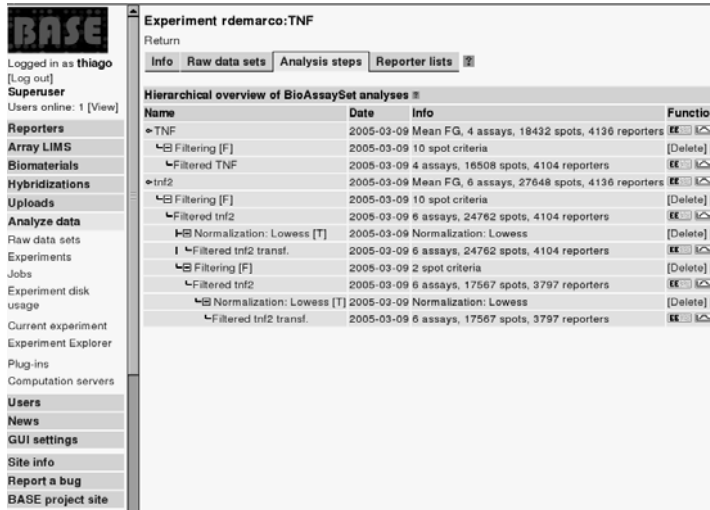 BASE
Logged in as thiago
[Log out]
Superuser
Users online: 1 [View]
Reporters
Array LIMS
Biomaterials
Hybridizations
Uploads
Analyze data
Raw data sets
Experiments
Jobs
Experiment disk
usage
Current experiment
Experiment Explorer
Plug-ins
Computation servers
Users
News
GUI settings
Site info
Report a bug
BASE project site
Experiment rdemarco:TNF
Return
Info Raw data sets Analysis steps Reporter lists ?
Hierarchical overview of BioAssaySet analyses
Name Date Info Functio
TNF 2005-03-09 Mean FG, 4 assays, 18432 spots, 4136 reporters
Filtering [F] 2005-03-09 10 spot criteria [Delete]
Filtered TNF 2005-03-09 4 assays, 16508 spots, 4104 reporters
tnf2 2005-03-09 Mean FG, 6 assays, 27648 spots, 4136 reporters
Filtering [F] 2005-03-09 10 spot criteria [Delete]
Filtered tnf2 2005-03-09 6 assays, 24762 spots, 4104 reporters
Normalization: Lowess [T] 2005-03-09 Normalization: Lowess [Delete]
Filtered tnf2 transf. 2005-03-09 6 assays, 24762 spots, 4104 reporters
Filtering [F] 2005-03-09 2 spot criteria [Delete]
Filtered tnf2 2005-03-09 6 assays, 17567 spots, 3797 reporters
Normalization: Lowess [T] 2005-03-09 Normalization: Lowess [Delete]
Filtered tnf2 transf. 2005-03-09 6 assays, 17567 spots, 3797 reporters